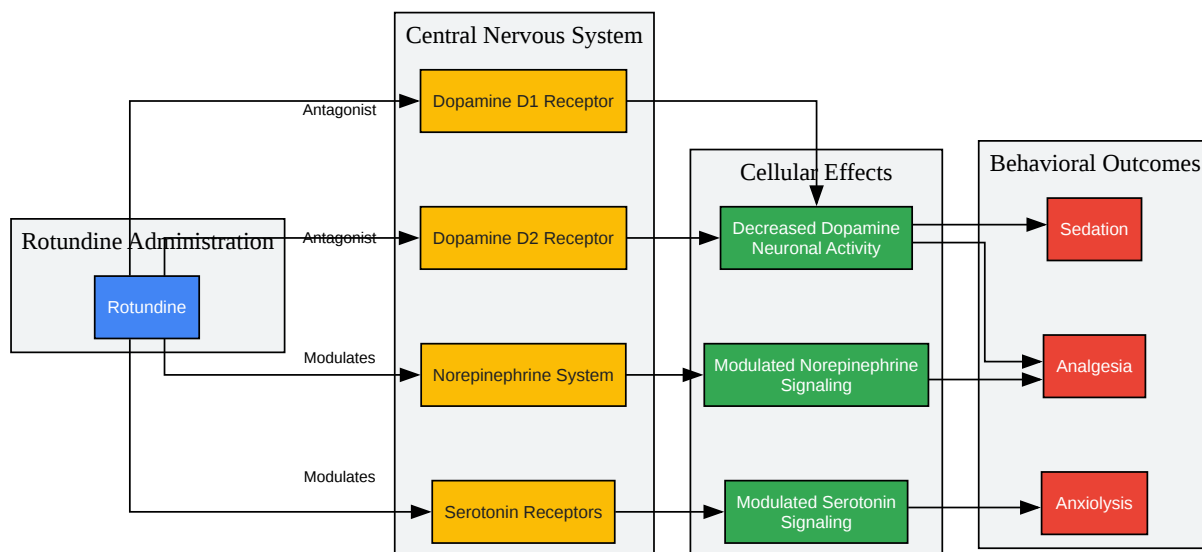 Central Nervous System
Dopamine D1 Receptor
Antagonist
Behavioral Outcomes
Cellular Effects
Rotundine Administration
Antagonist
Dopamine D2 Receptor
Decreased Dopamine
Neuronal Activity
Sedation
Rotundine
Modulates
Norepinephrine System
Modulated Norepinephrine
Signaling
Analgesia
Modulates
Serotonin Receptors
Modulated Serotonin
Signaling
Anxiolysis